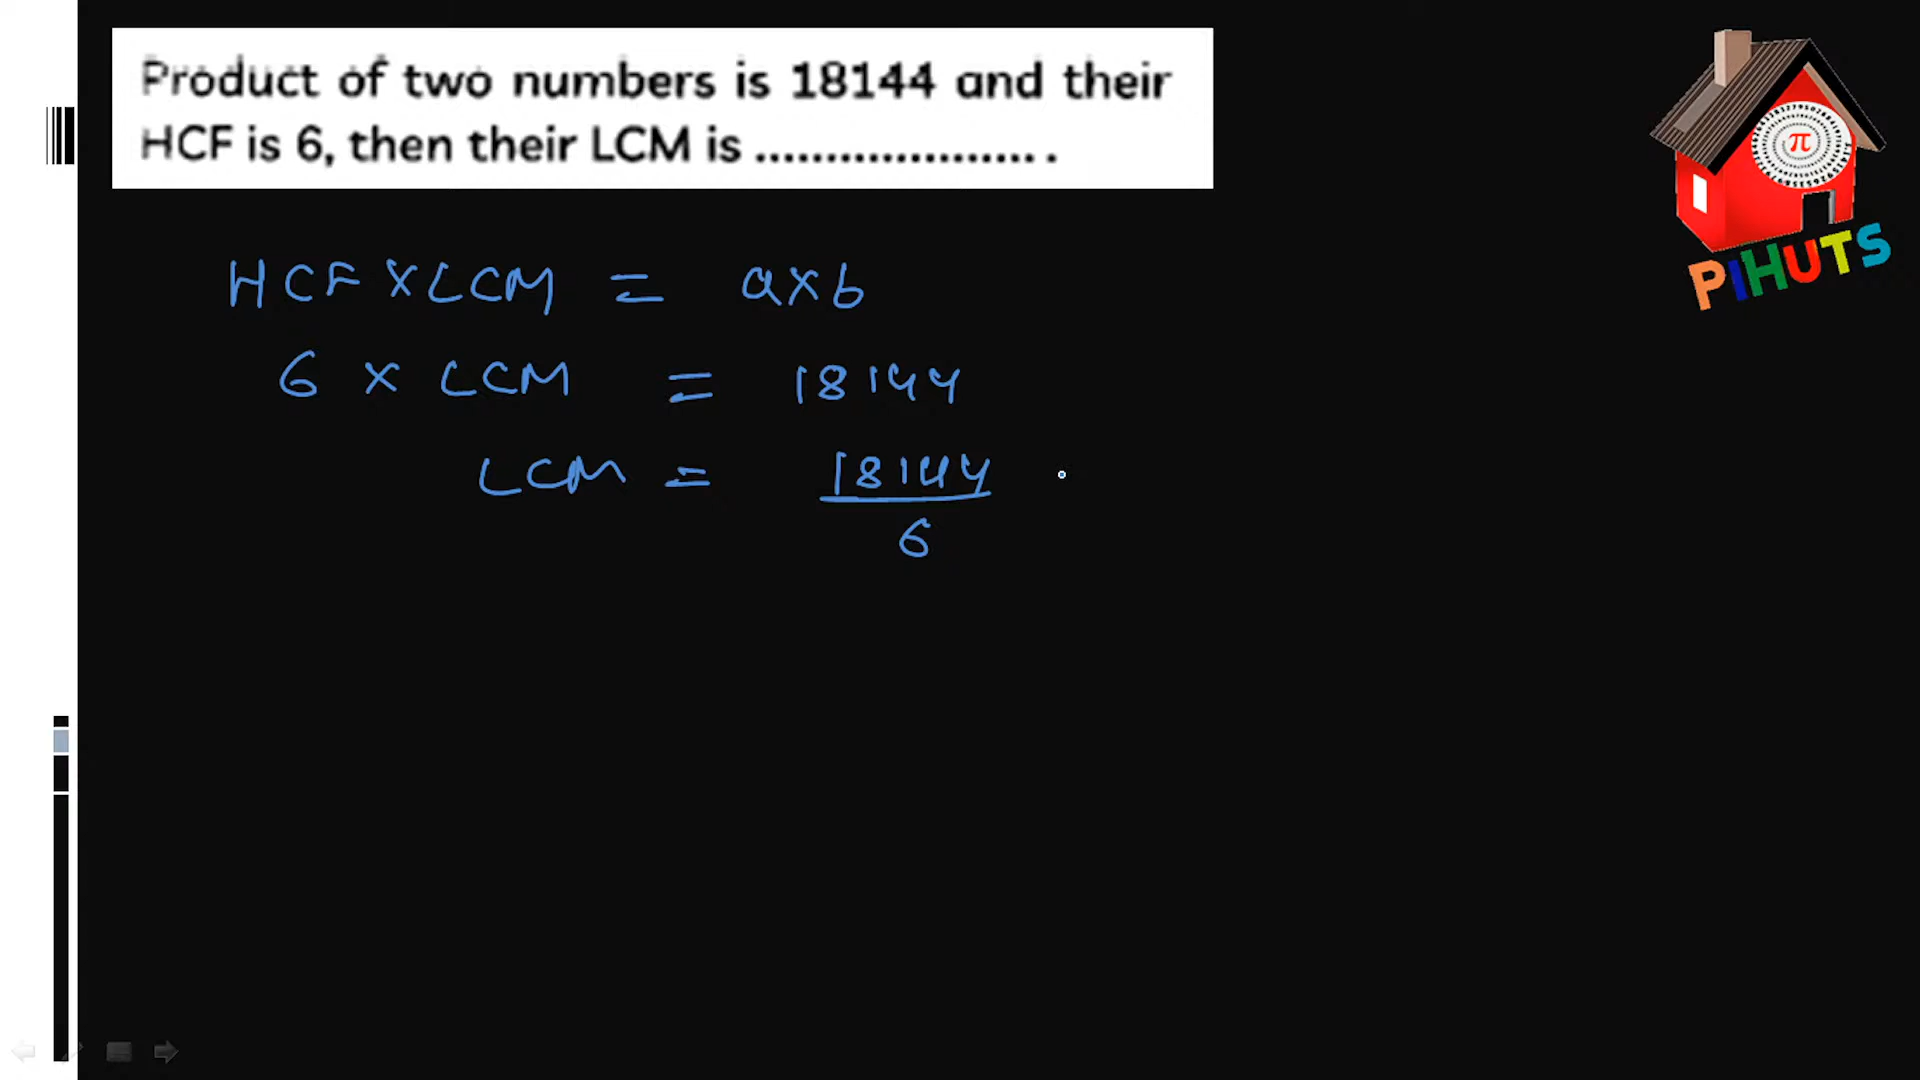 Product of two numbers is 18144 and their
HCF is 6, then their LCM is .................... .
HCF X LCM = a x b
6 x LCM = 18144
LCM = 18144
6
π
PIHUTS